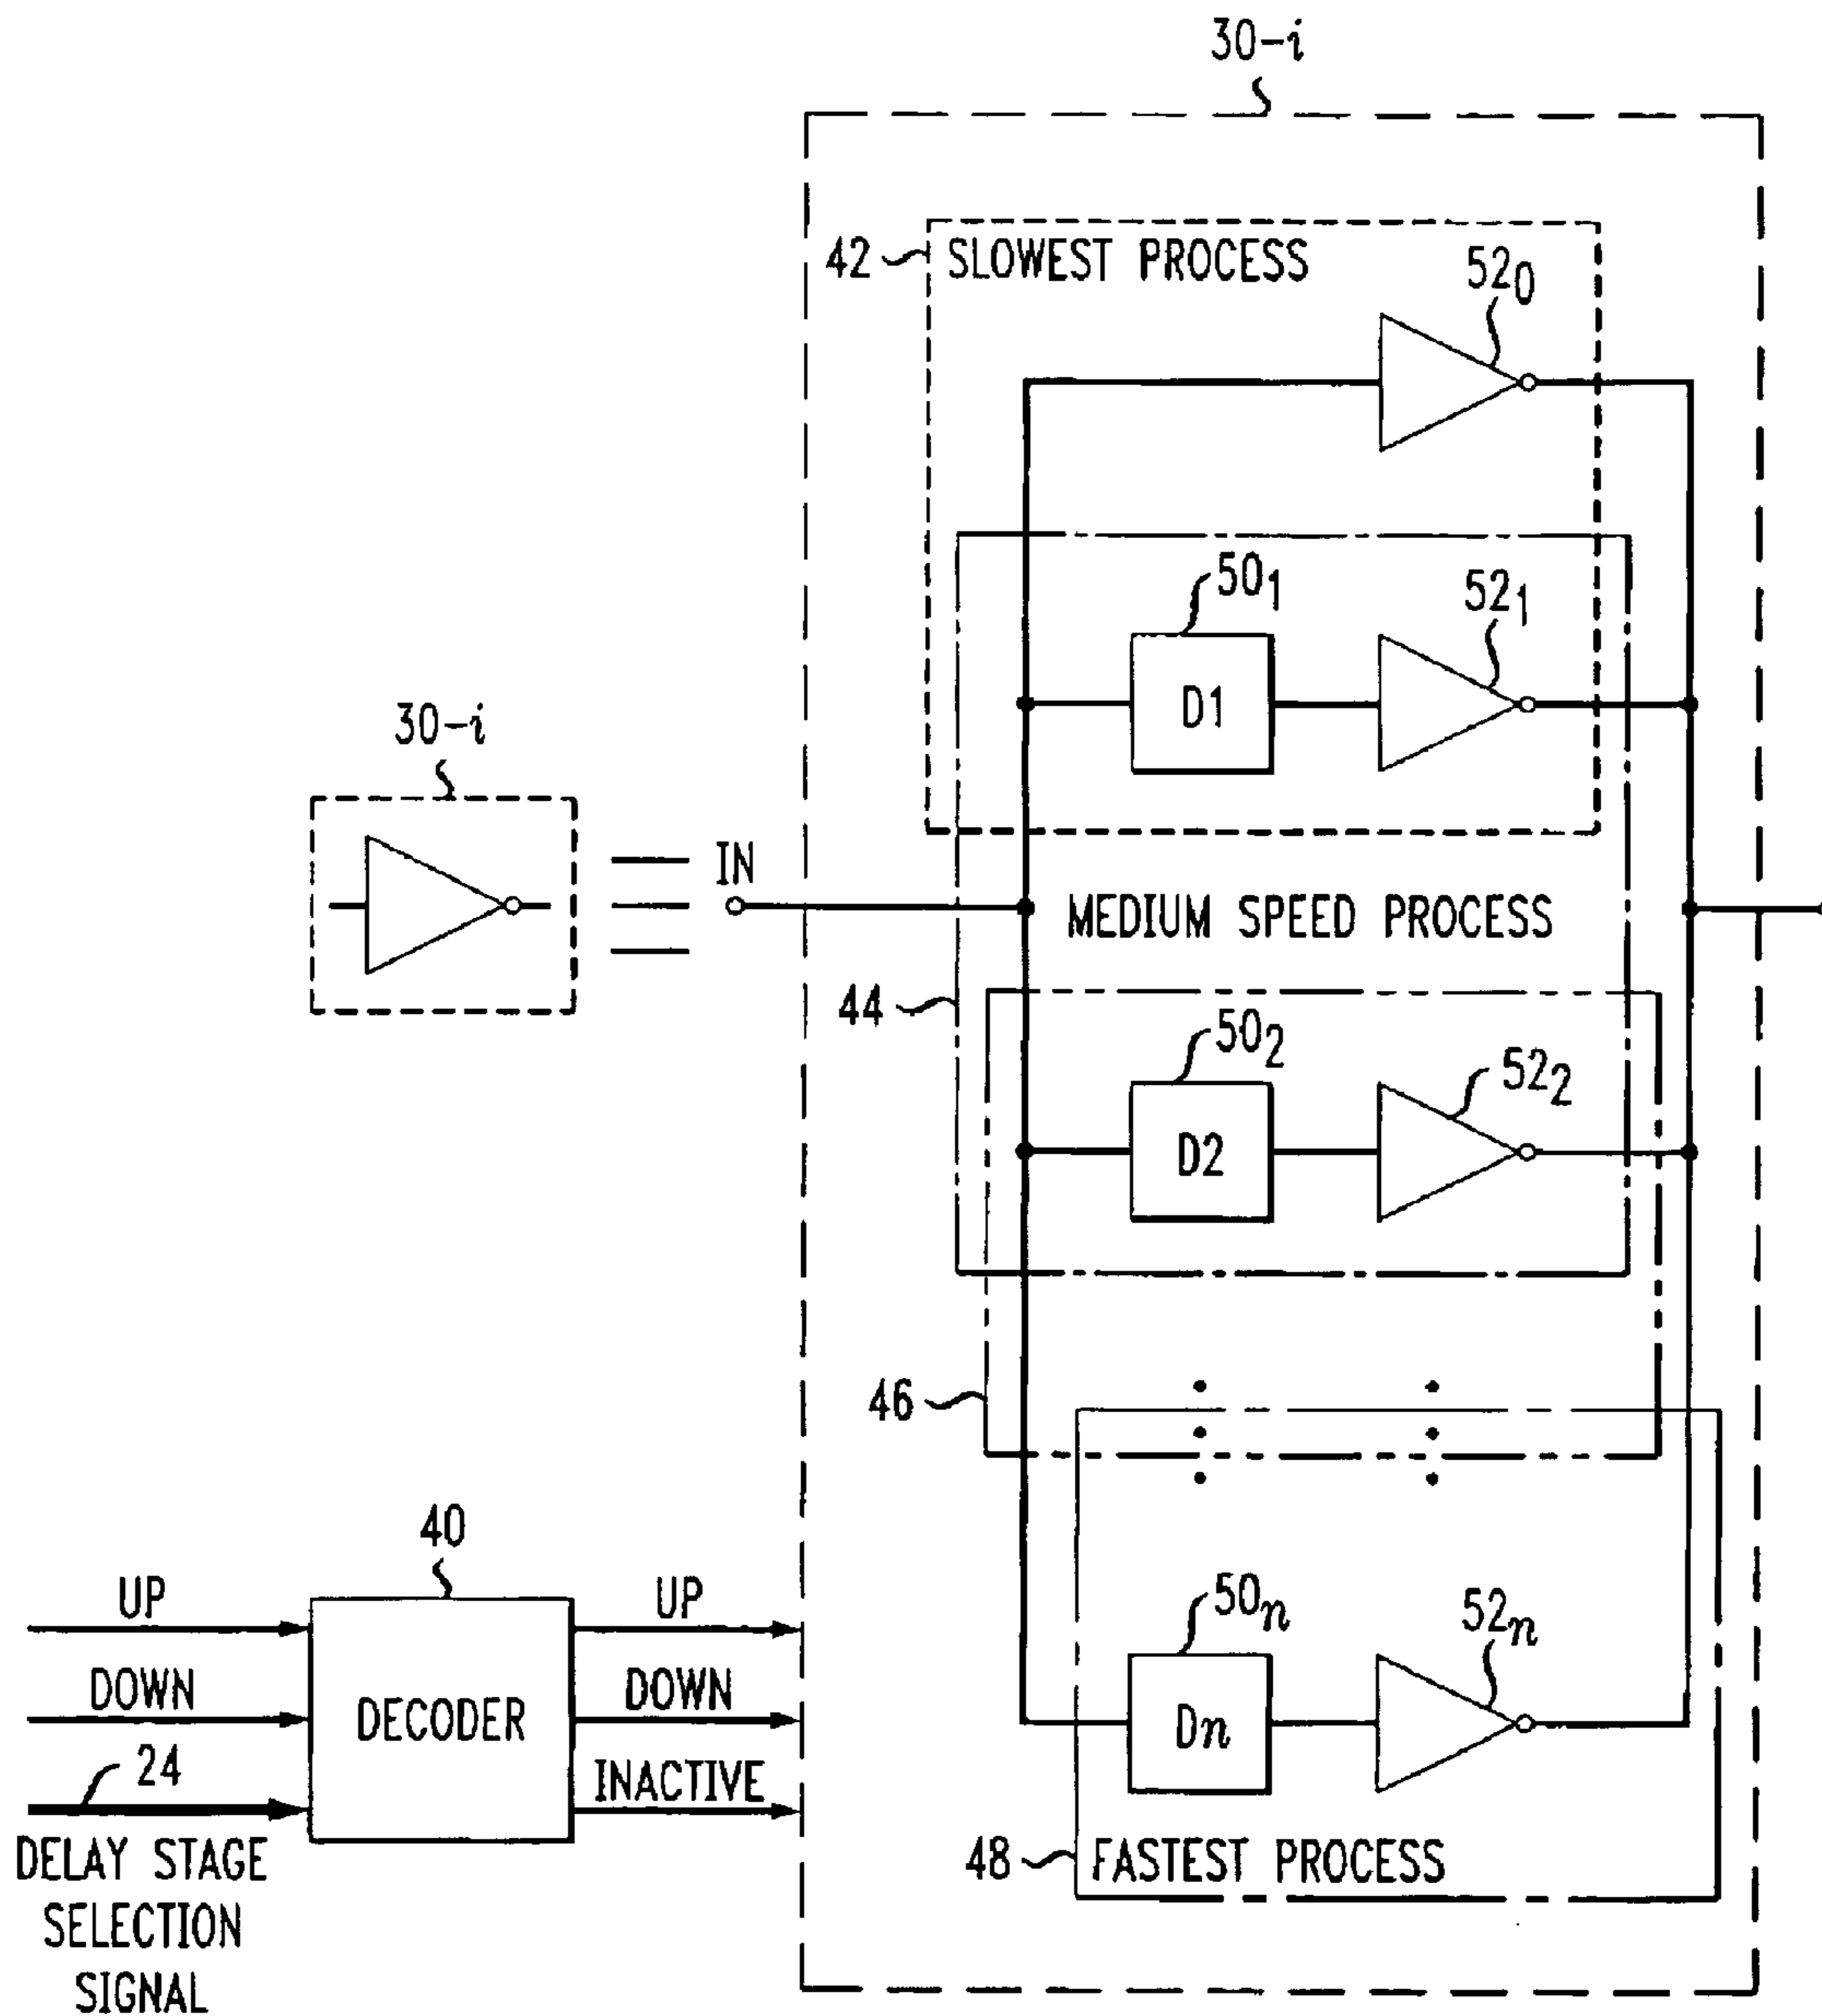 30-i
42 SLOWEST PROCESS
52₀
50₁
52₁
D1
30-i
IN
MEDIUM SPEED PROCESS
44
50₂
52₂
D2
46
40
UP
UP
50ₙ
52ₙ
DOWN
DOWN
DECODER
Dn
24
INACTIVE
DELAY STAGE
SELECTION
SIGNAL
48 FASTEST PROCESS